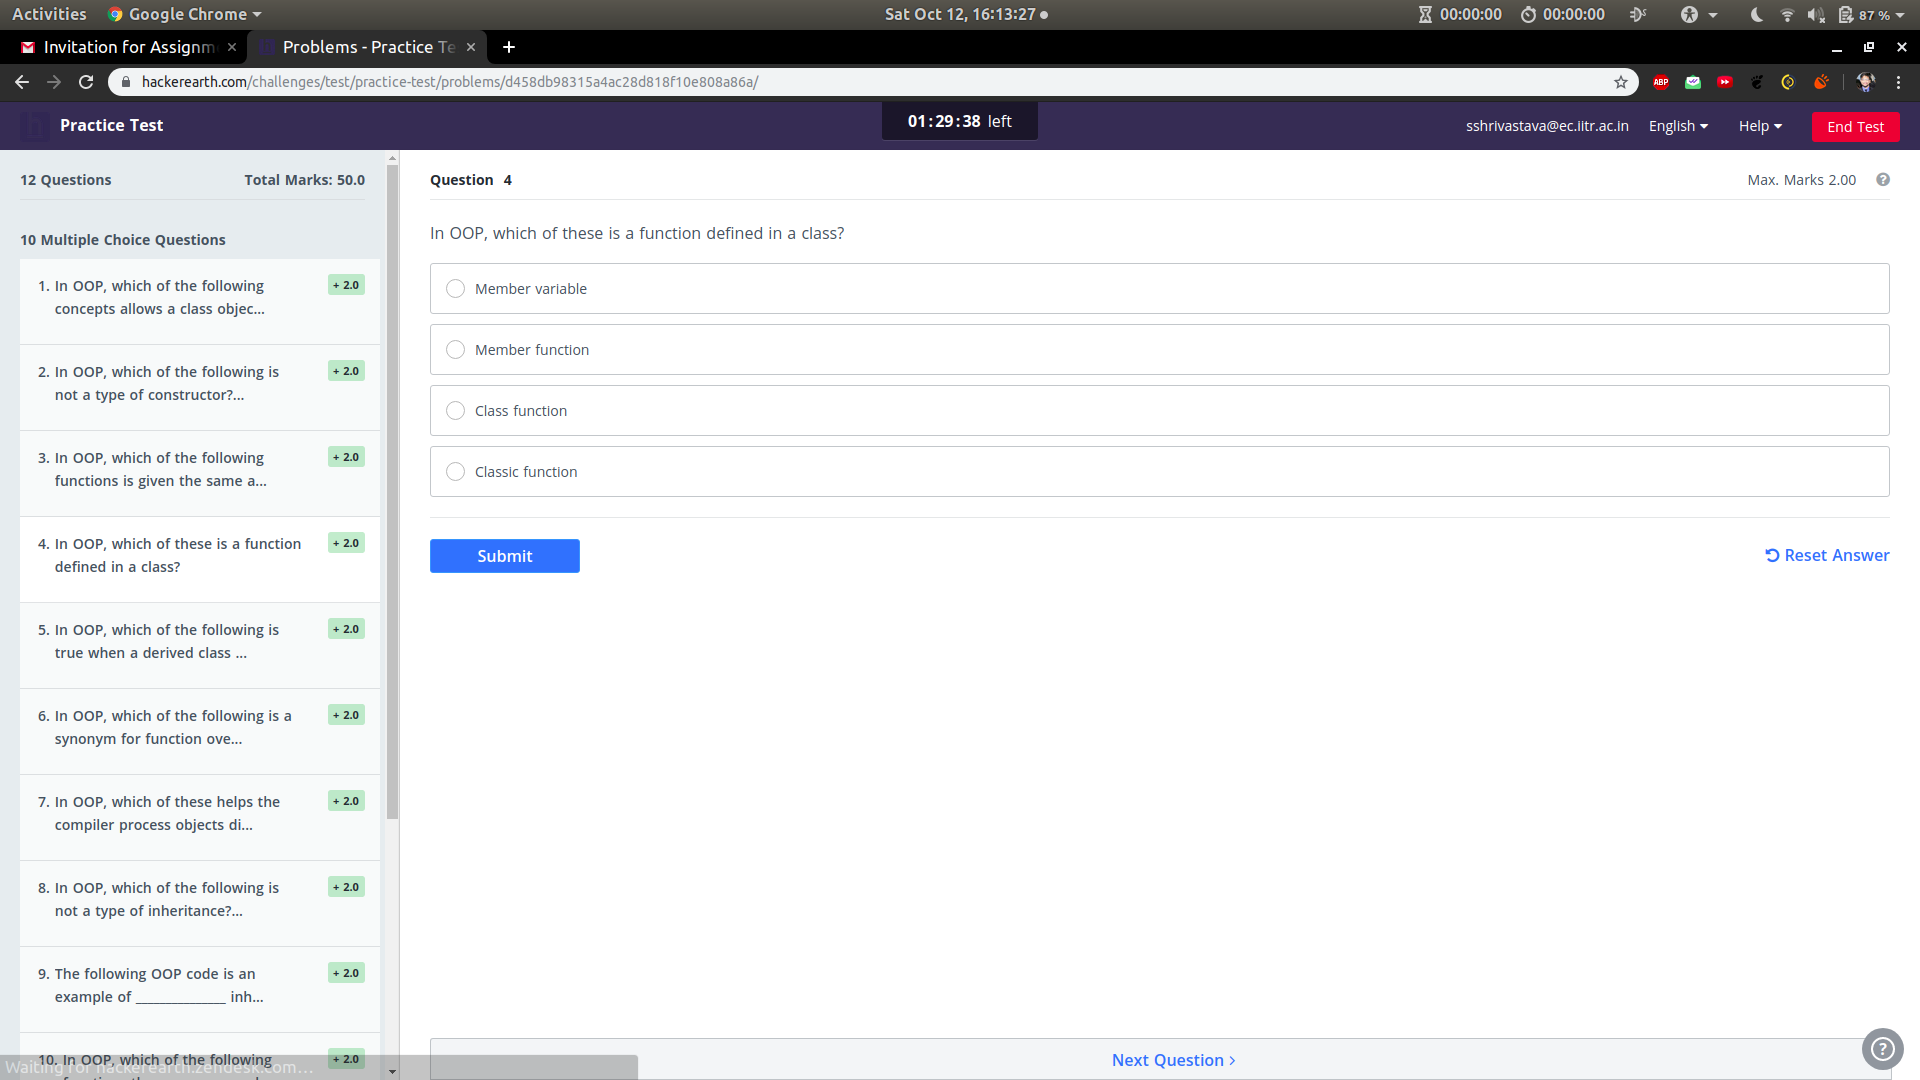 Activities
Google Chrome
Sat Oct 12, 16:13:27
00:00:00
00:00:00
87 %
Invitation for Assignm
Problems - Practice Te
hackerearth.com/challenges/test/practice-test/problems/d458db98315a4ac28d818f10e808a86a/
ABP
Practice Test
01:29:38 left
sshrivastava@ec.iitr.ac.in
English
Help
End Test
12 Questions
Total Marks: 50.0
10 Multiple Choice Questions
1. In OOP, which of the following
concepts allows a class objec...
+ 2.0
2. In OOP, which of the following is
not a type of constructor?...
+ 2.0
3. In OOP, which of the following
functions is given the same a...
+ 2.0
4. In OOP, which of these is a function
defined in a class?
+ 2.0
5. In OOP, which of the following is
true when a derived class ...
+ 2.0
6. In OOP, which of the following is a
synonym for function ove...
+ 2.0
7. In OOP, which of these helps the
compiler process objects di...
+ 2.0
8. In OOP, which of the following is
not a type of inheritance?...
+ 2.0
9. The following OOP code is an
example of ______________ inh...
+ 2.0
10. In OOP, which of the following
+ 2.0
Waiting for hackerearth.zendesk.com...
Question 4
Max. Marks 2.00
In OOP, which of these is a function defined in a class?
Member variable
Member function
Class function
Classic function
Submit
Reset Answer
Next Question